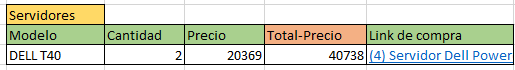 Servidores
Modelo Cantidad Precio Total-Precio Link de compra
DELL T40 2 20369 40738 (4) Servidor Dell Power